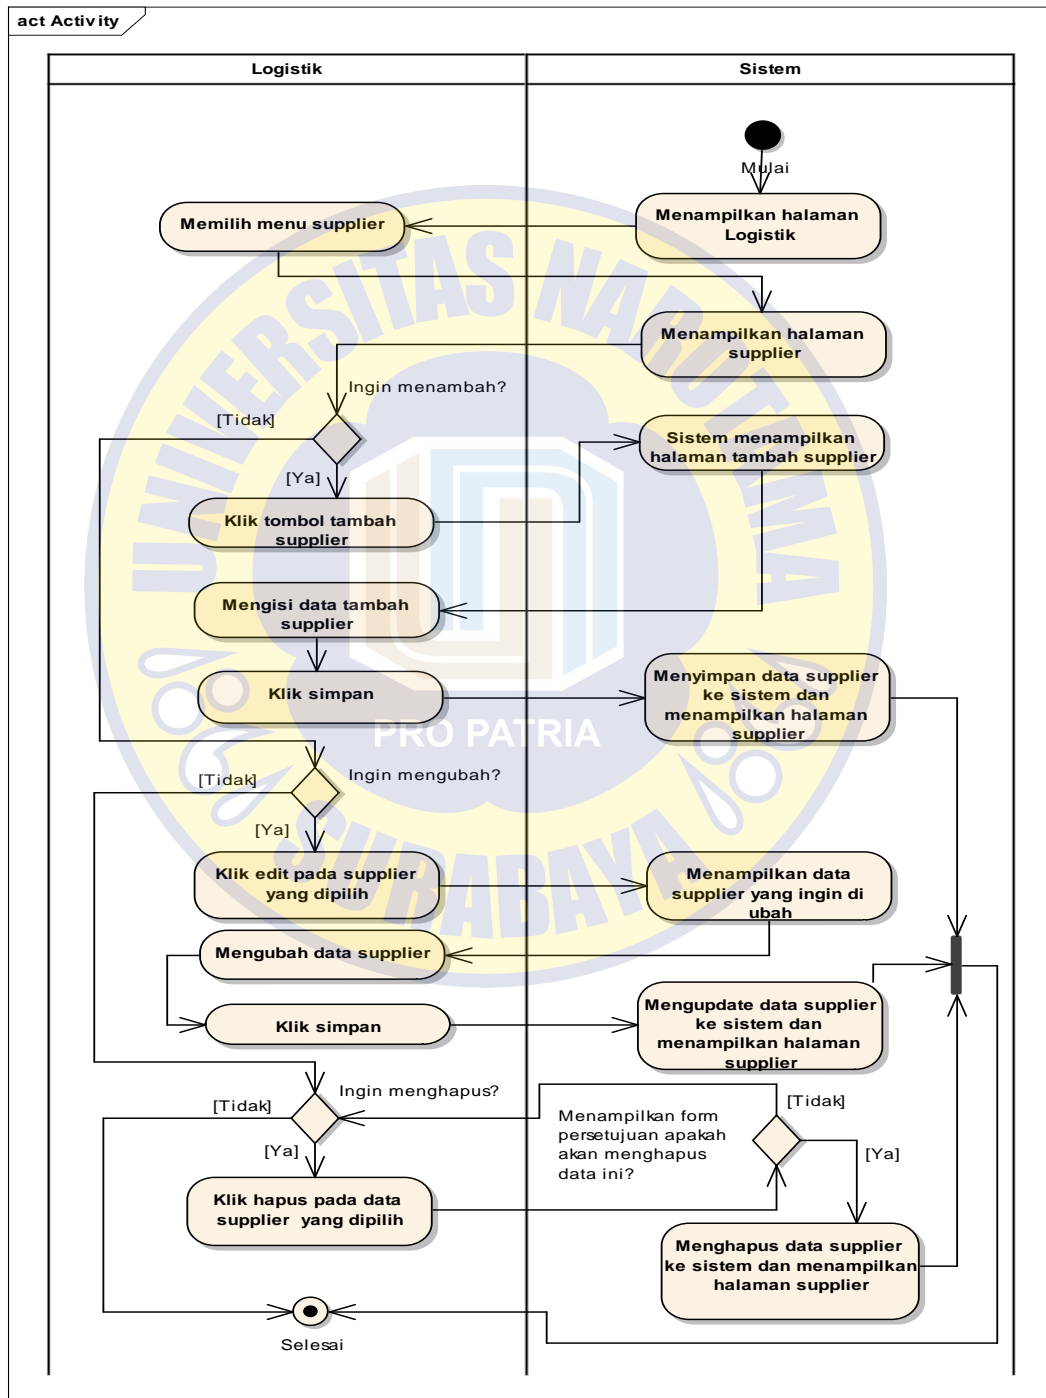 act Activity
Logistik
Sistem
Mulai
Menampilkan halaman
Logistik
Memilih menu supplier
Menampilkan halaman
supplier
Ingin menambah?
[Tidak]
[Ya]
Sistem menampilkan
halaman tambah supplier
Klik tombol tambah
supplier
Mengisi data tambah
supplier
Klik simpan
Menyimpan data supplier
ke sistem dan
menampilkan halaman
supplier
Ingin mengubah?
[Tidak]
[Ya]
Klik edit pada supplier
yang dipilih
Menampilkan data
supplier yang ingin di
ubah
Mengubah data supplier
Klik simpan
Mengupdate data supplier
ke sistem dan
menampilkan halaman
supplier
Ingin menghapus?
[Tidak]
[Ya]
Klik hapus pada data
supplier yang dipilih
Menampilkan form
persetujuan apakah
akan menghapus
data ini?
[Tidak]
[Ya]
Menghapus data supplier
ke sistem dan menampilkan
halaman supplier
Selesai
UNIVERSITAS NAROTAMA
PRO PATRIA
SURABAYA